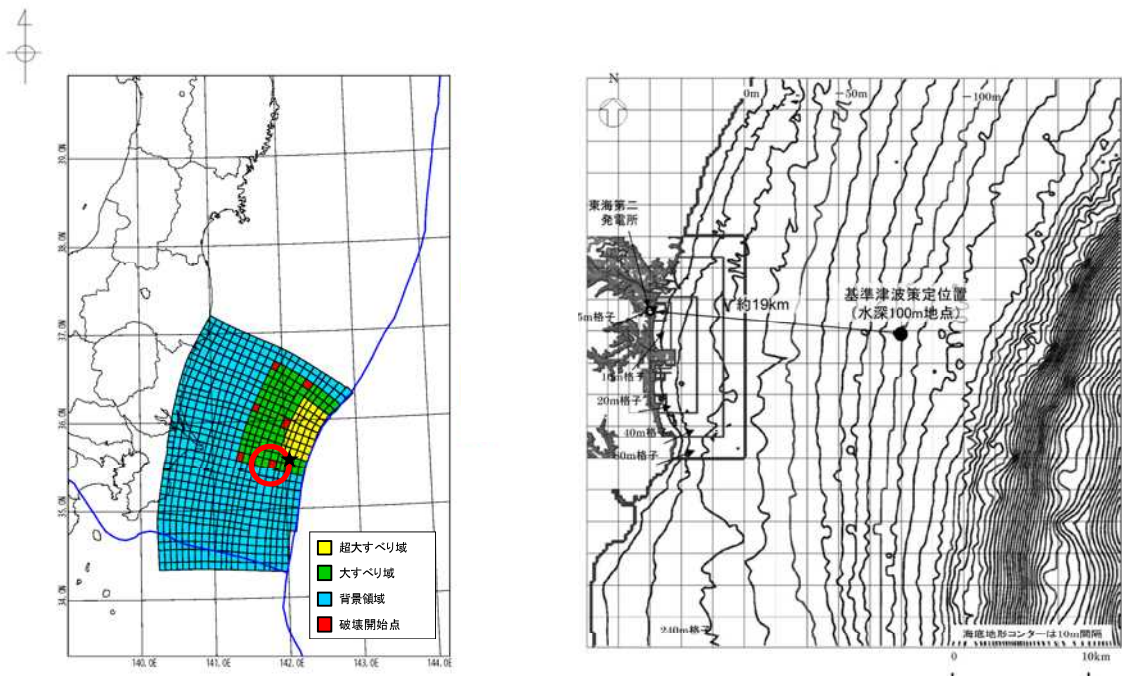 39.0N
38.0N
37.0N
36.0N
35.0N
34.0N
140.0E
141.0E
142.0E
143.0E
144.0E
超大すべり域
大すべり域
背景領域
破壊開始点
N
0m
-50m
-100m
東海第二
発電所
約19km
基準津波策定位置
(水深100m地点)
5m格子
10m格子
20m格子
40m格子
80m格子
240m格子
海底地形コンターは10m間隔
0
10km